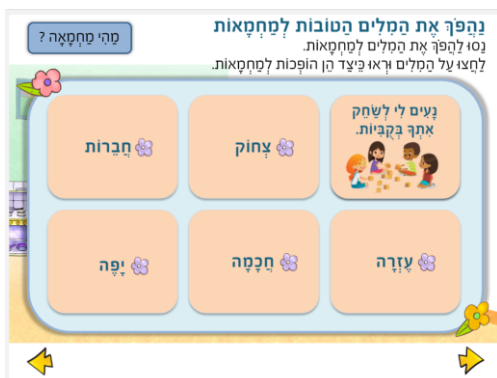 נַהֲפֹךְ אֶת הַמִּלִּים הַטּוֹבוֹת לְמַחְמָאוֹת
נַסּוּ לַהֲפֹךְ אֶת הַמִּלִּים לְמַחְמָאוֹת.
לַחֲצוּ עַל הַמִּלִּים וּרְאוּ כֵּיצַד הֵן הוֹפְכוֹת לְמַחְמָאוֹת.
מַהִי מַחְמָאָה ?
נָעִים לִי לְשַׂחֵק
אִתְּךָ בְּקֻבִּיּוֹת.
צְחוֹק
חֲבֵרוֹת
עֶזְרָה
חֲכָמָה
יָפֶה